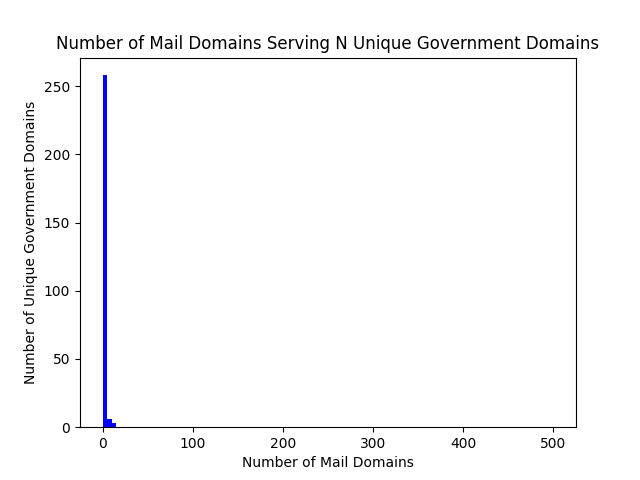 Number of Mail Domains Serving N Unique Government Domains
Number of Unique Government Domains
250
200
150
100
50
0
0 100 200 300 400 500
Number of Mail Domains